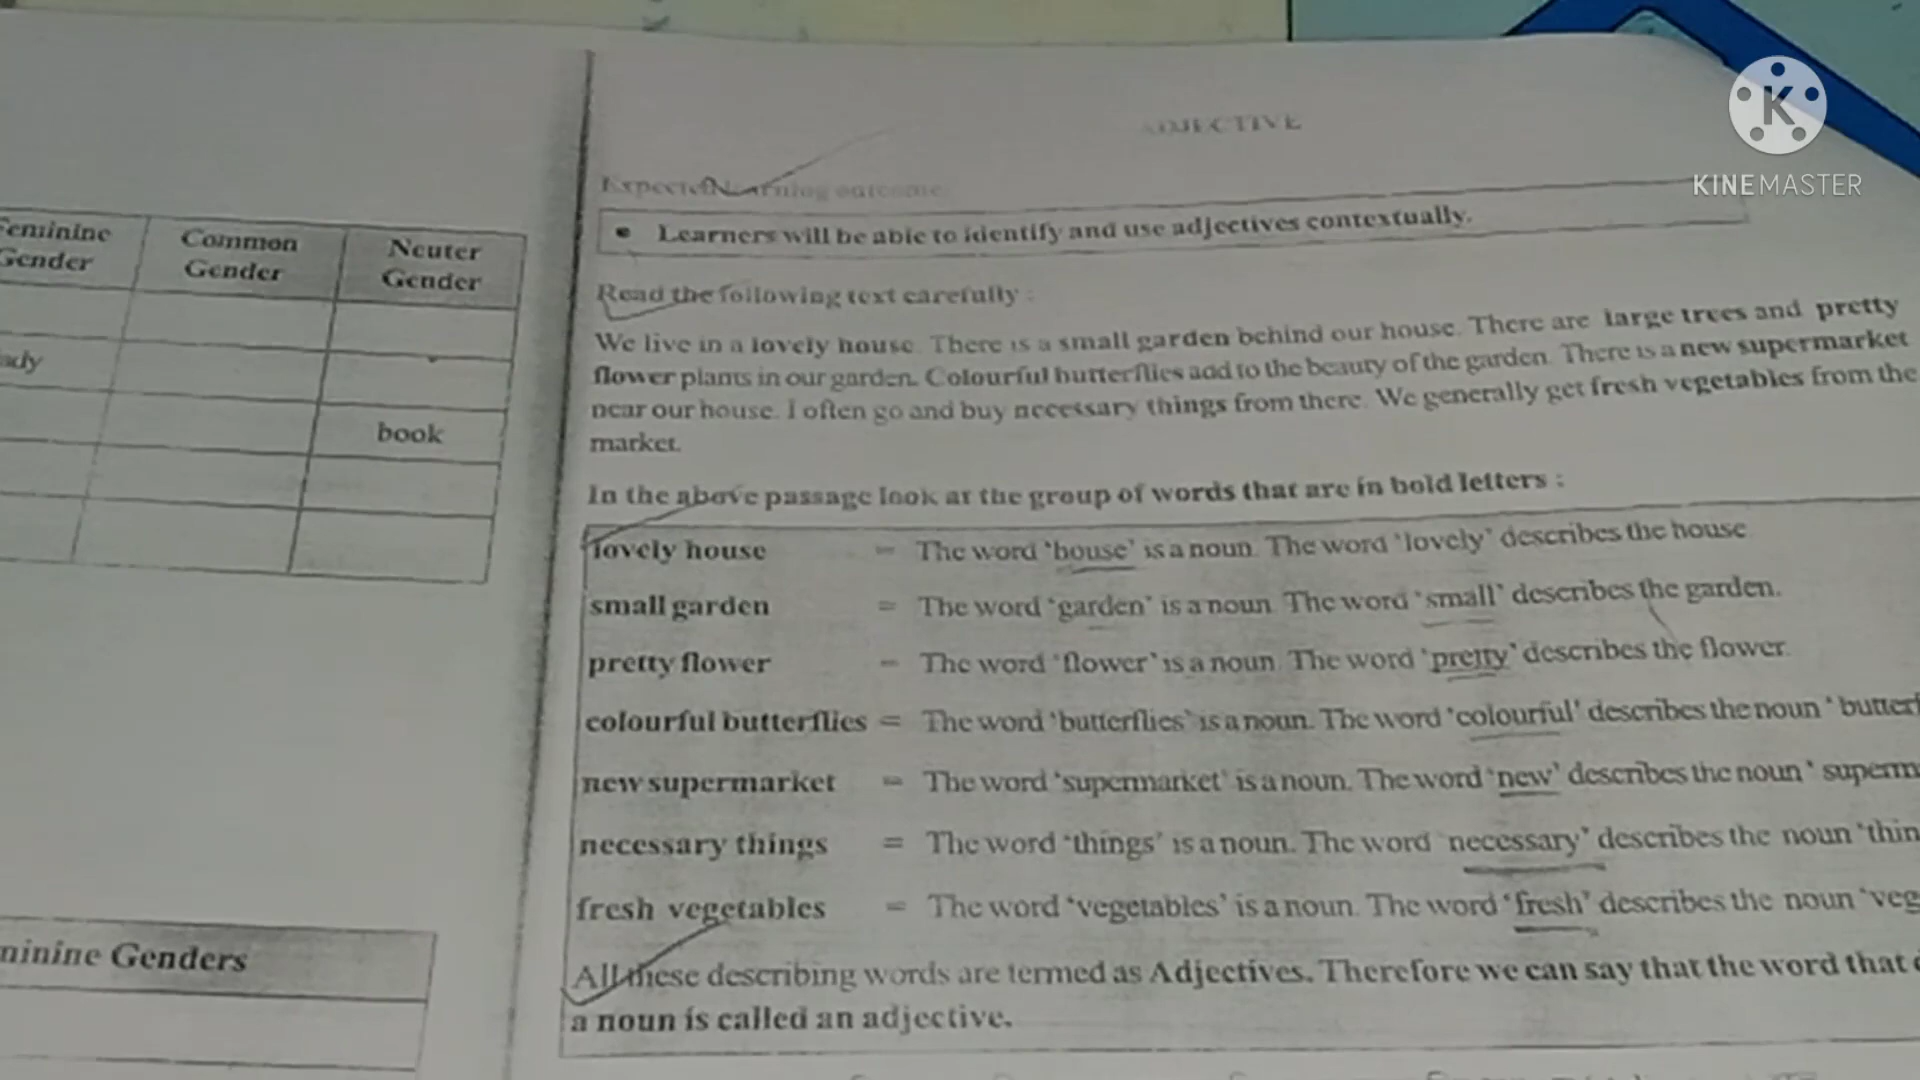 Feminine Gender
Common Gender
Neuter Gender
book
Feminine Genders
ADJECTIVE
Expected learning outcome
• Learners will be able to identify and use adjectives contextually.
Read the following text carefully :
We live in a lovely house. There is a small garden behind our house. There are large trees and pretty
flower plants in our garden. Colourful butterflies add to the beauty of the garden. There is a new supermarket
near our house. I often go and buy necessary things from there. We generally get fresh vegetables from the
market.
In the above passage look at the group of words that are in bold letters :
lovely house = The word 'house' is a noun. The word 'lovely' describes the house
small garden = The word 'garden' is a noun. The word 'small' describes the garden.
pretty flower = The word 'flower' is a noun. The word 'pretty' describes the flower.
colourful butterflies = The word 'butterflies' is a noun. The word 'colourful' describes the noun ' butterf
new supermarket = The word 'supermarket' is a noun. The word 'new' describes the noun ' superm
necessary things = The word 'things' is a noun. The word necessary' describes the noun 'thin
fresh vegetables = The word 'vegetables' is a noun. The word 'fresh' describes the noun 'veg
All these describing words are termed as Adjectives. Therefore we can say that the word that
a noun is called an adjective.
KINEMASTER